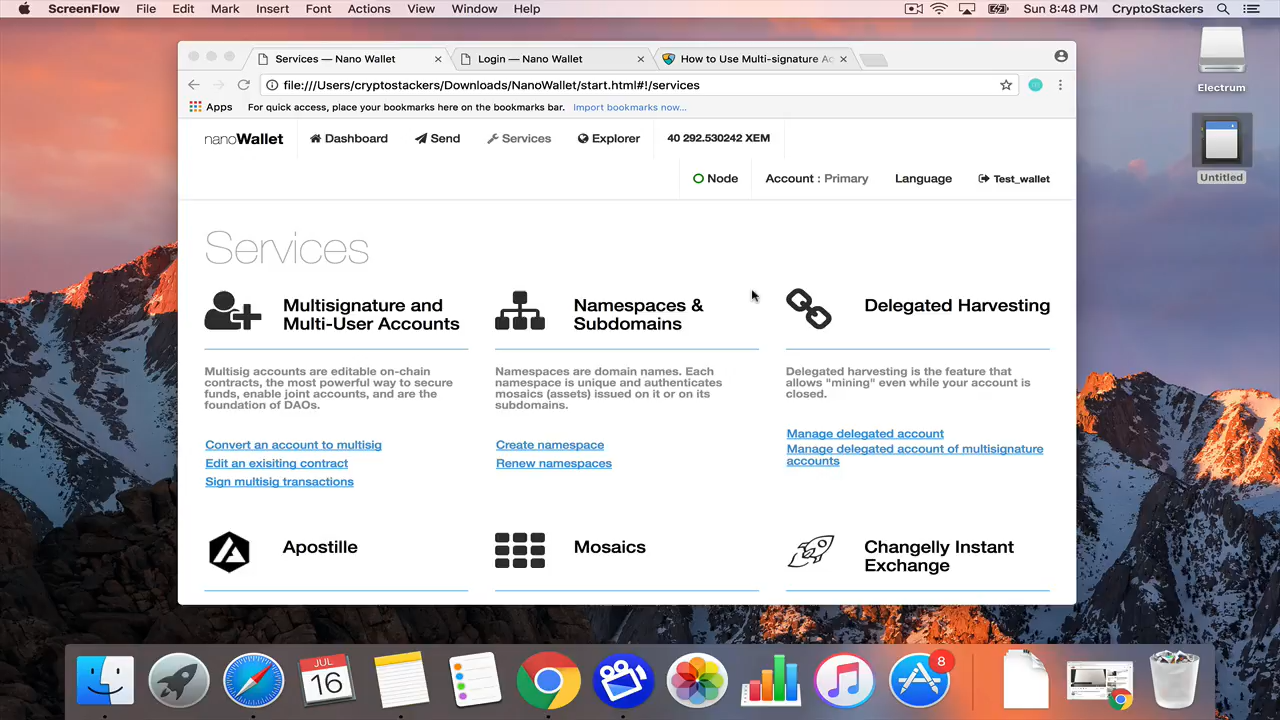 ScreenFlow File Edit Mark Insert Font Actions View Window Help Sun 8:48 PM CryptoStackers
Services — Nano Wallet
Login — Nano Wallet
How to Use Multi-signature Ac
file:///Users/cryptostackers/Downloads/NanoWallet/start.html#!/services
Apps For quick access, place your bookmarks here on the bookmarks bar. Import bookmarks now...
nanoWallet Dashboard Send Services Explorer 40 292.530242 XEM
Node Account : Primary Language Test_wallet
Services
Multisignature and
Multi-User Accounts
Multisig accounts are editable on-chain
contracts, the most powerful way to secure
funds, enable joint accounts, and are the
foundation of DAOs.
Convert an account to multisig
Edit an exisiting contract
Sign multisig transactions
Namespaces &
Subdomains
Namespaces are domain names. Each
namespace is unique and authenticates
mosaics (assets) issued on it or on its
subdomains.
Create namespace
Renew namespaces
Delegated Harvesting
Delegated harvesting is the feature that
allows "mining" even while your account is
closed.
Manage delegated account
Manage delegated account of multisignature
accounts
Apostille
Mosaics
Changelly Instant
Exchange
Electrum
Untitled
JUL
16
8